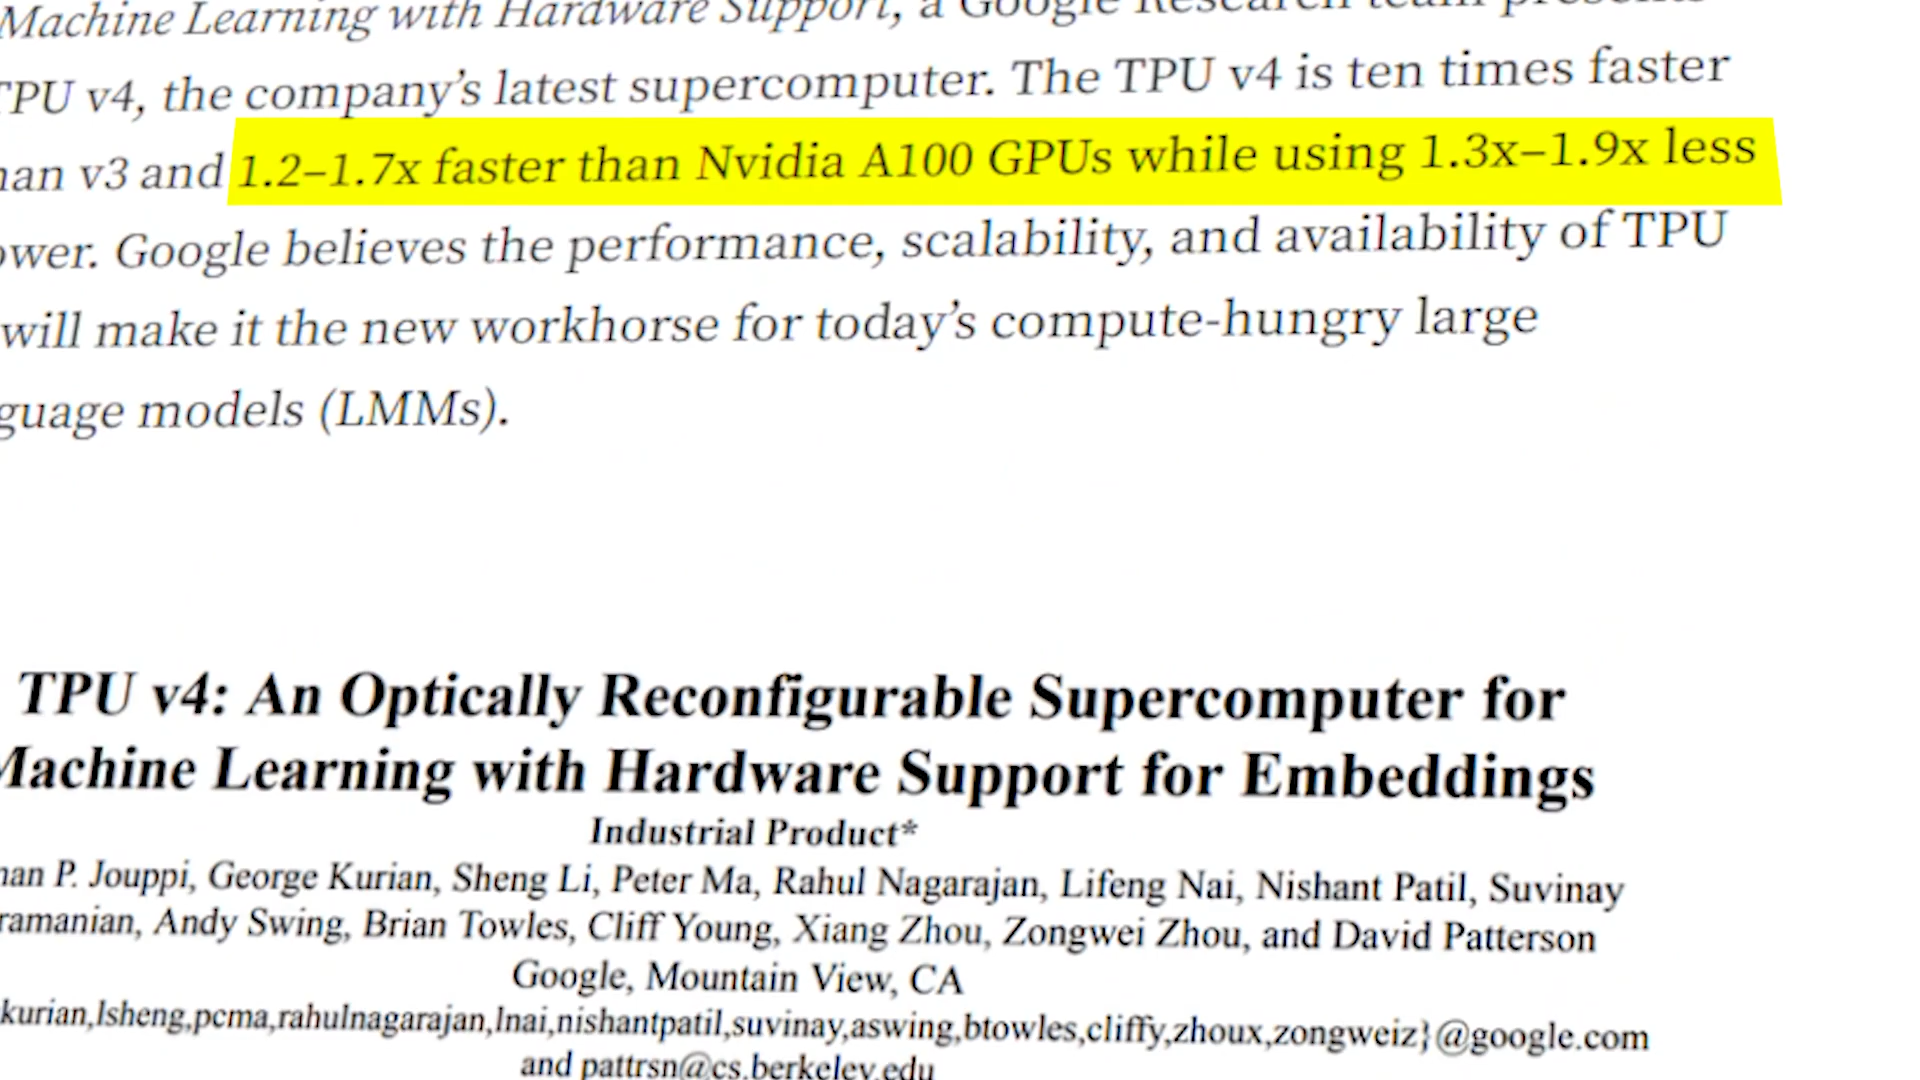 Machine Learning with Hardware Support, a Google Research team presents
TPU v4, the company's latest supercomputer. The TPU v4 is ten times faster
han v3 and 1.2–1.7x faster than Nvidia A100 GPUs while using 1.3x–1.9x less
ower. Google believes the performance, scalability, and availability of TPU
will make it the new workhorse for today's compute-hungry large
guage models (LMMs).
TPU v4: An Optically Reconfigurable Supercomputer for
Machine Learning with Hardware Support for Embeddings
Industrial Product*
man P. Jouppi, George Kurian, Sheng Li, Peter Ma, Rahul Nagarajan, Lifeng Nai, Nishant Patil, Suvinay
ramanian, Andy Swing, Brian Towles, Cliff Young, Xiang Zhou, Zongwei Zhou, and David Patterson
Google, Mountain View, CA
kurian,lsheng,pcma,rahulnagarajan,lnai,nishantpatil,suvinay,aswing,btowles,cliffy,zhoux,zongweiz}@google.com
and pattrsn@cs.berkeley.edu